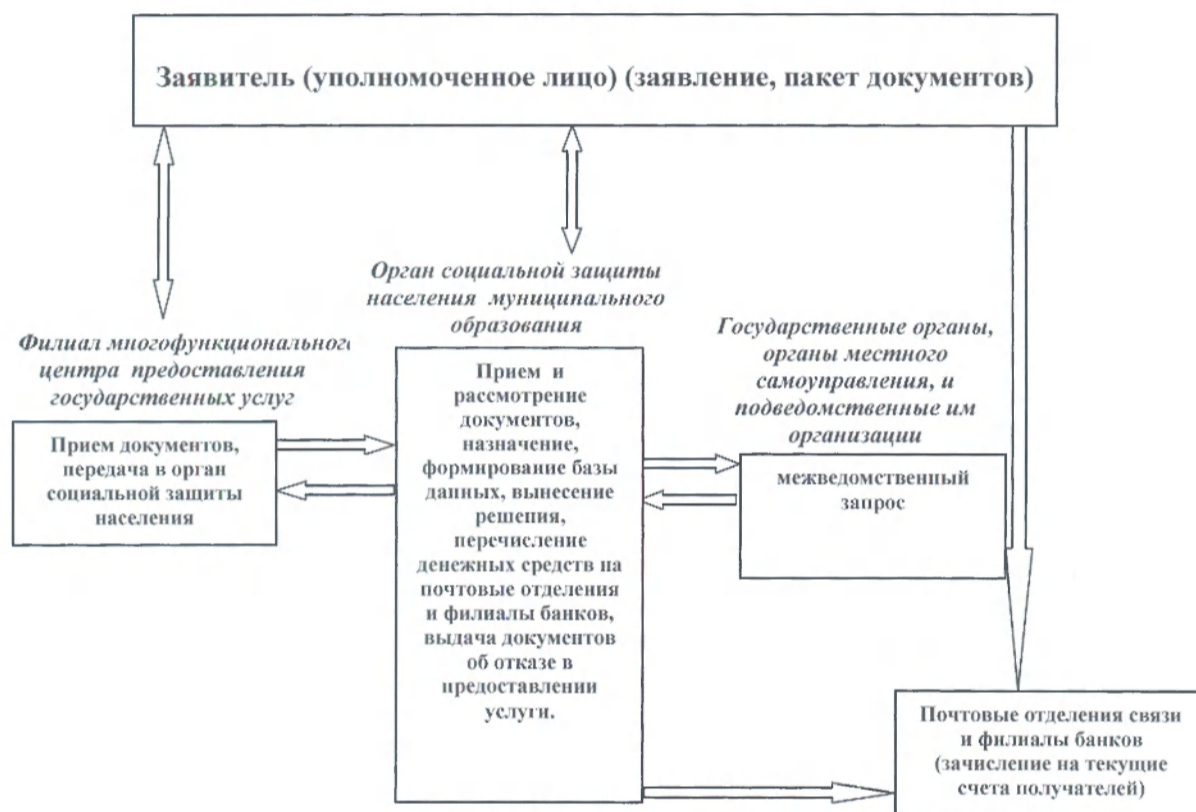 Заявитель (уполномоченное лицо) (заявление, пакет документов)
Орган социальной защиты
населения муниципального
образования
Филиал многофункционального
центра предоставления
государственных услуг
Государственные органы,
органы местного
самоуправления, и
подведомственные им
организации
Прием документов,
передача в орган
социальной защиты
населения
Прием и
рассмотрение
документов,
назначение,
формирование базы
данных, вынесение
решения,
перечисление
денежных средств на
почтовые отделения
и филиалы банков,
выдача документов
об отказе в
предоставлении
услуги.
межведомственный
запрос
Почтовые отделения связи
и филиалы банков
(зачисление на текущие
счета получателей)